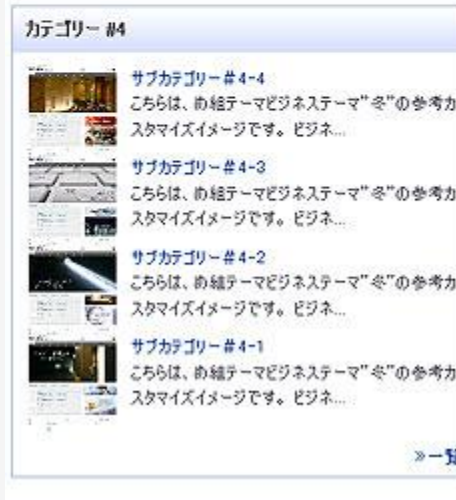 カテゴリー #4
サブカテゴリー＃4-4
こちらは、め組テーマビジネステーマ"冬"の参考カ
スタマイズイメージです。ビジネ...
サブカテゴリー＃4-3
こちらは、め組テーマビジネステーマ"冬"の参考カ
スタマイズイメージです。ビジネ...
サブカテゴリー＃4-2
こちらは、め組テーマビジネステーマ"冬"の参考カ
スタマイズイメージです。ビジネ...
サブカテゴリー＃4-1
こちらは、め組テーマビジネステーマ"冬"の参考カ
スタマイズイメージです。ビジネ...
»一覧